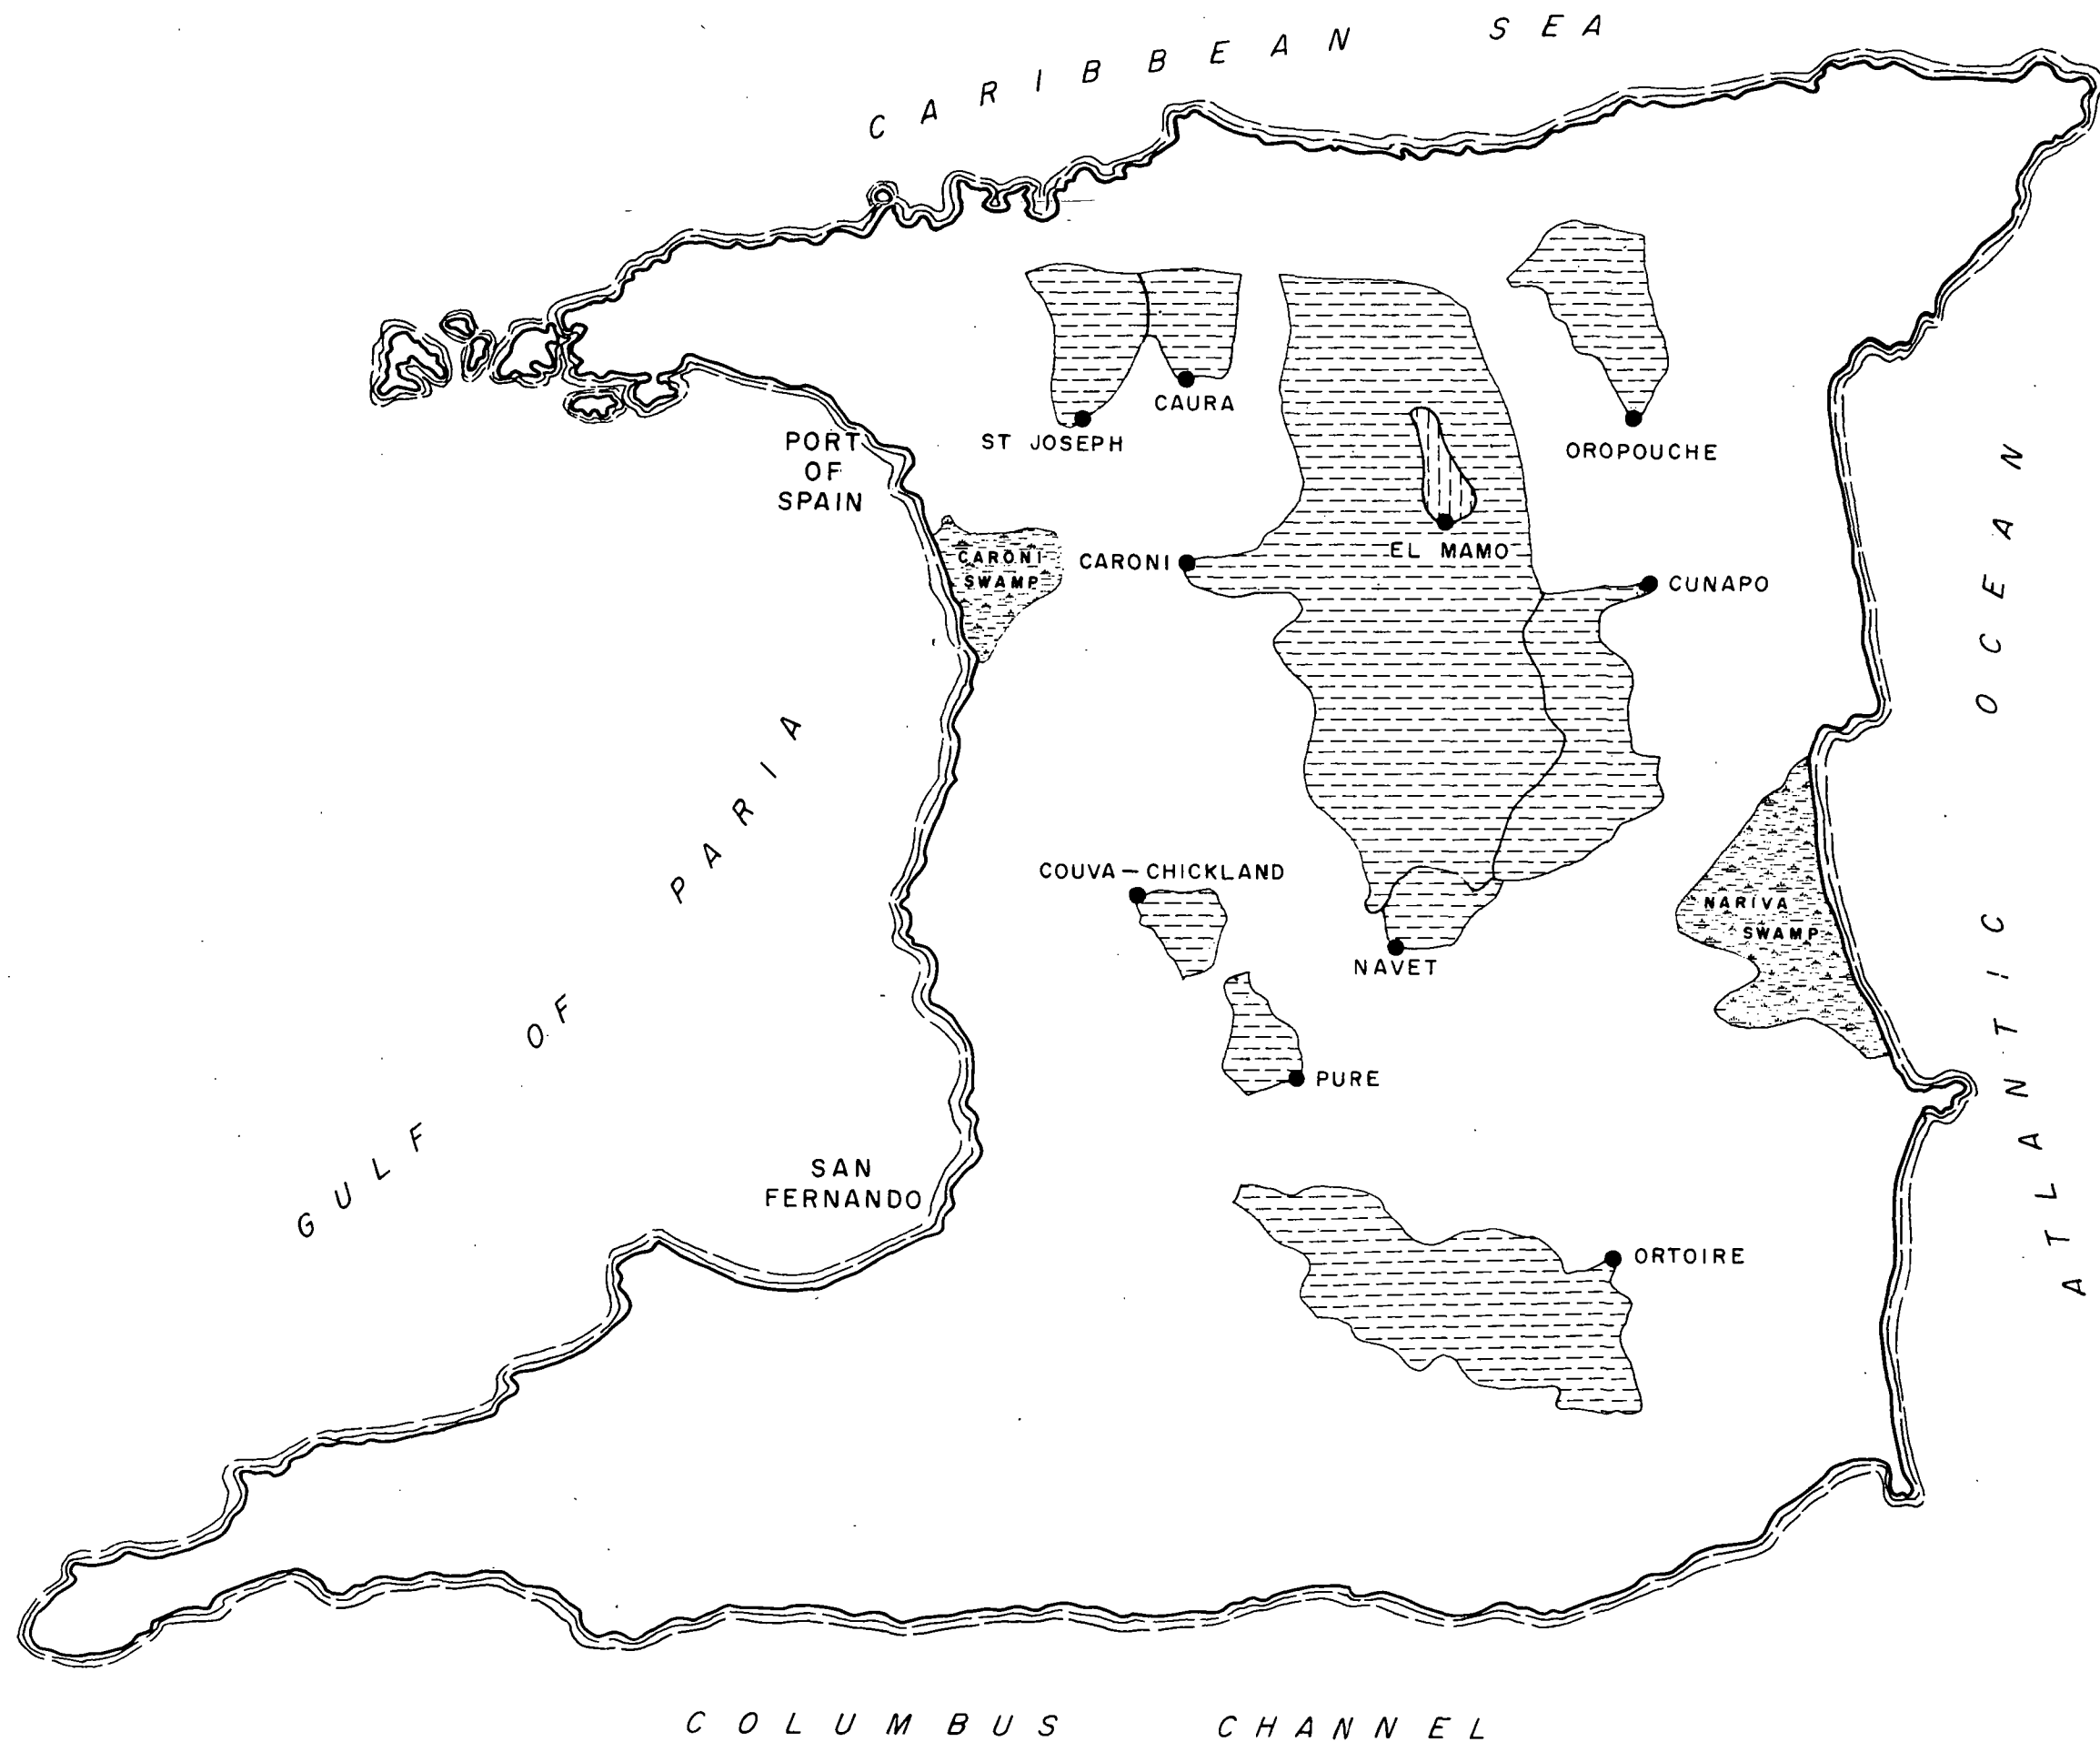 CARIBBEAN SEA
CAURA
ST JOSEPH
PORT
OF
SPAIN
OROPOUCHE
CARONI
SWAMP
CARONI
EL MAMO
CUNAPO
GULF OF PARIA
ATLANTIC OCEAN
COUVA – CHICKLAND
NARIVA
SWAMP
NAVET
PURE
SAN
FERNANDO
ORTOIRE
COLUMBUS CHANNEL